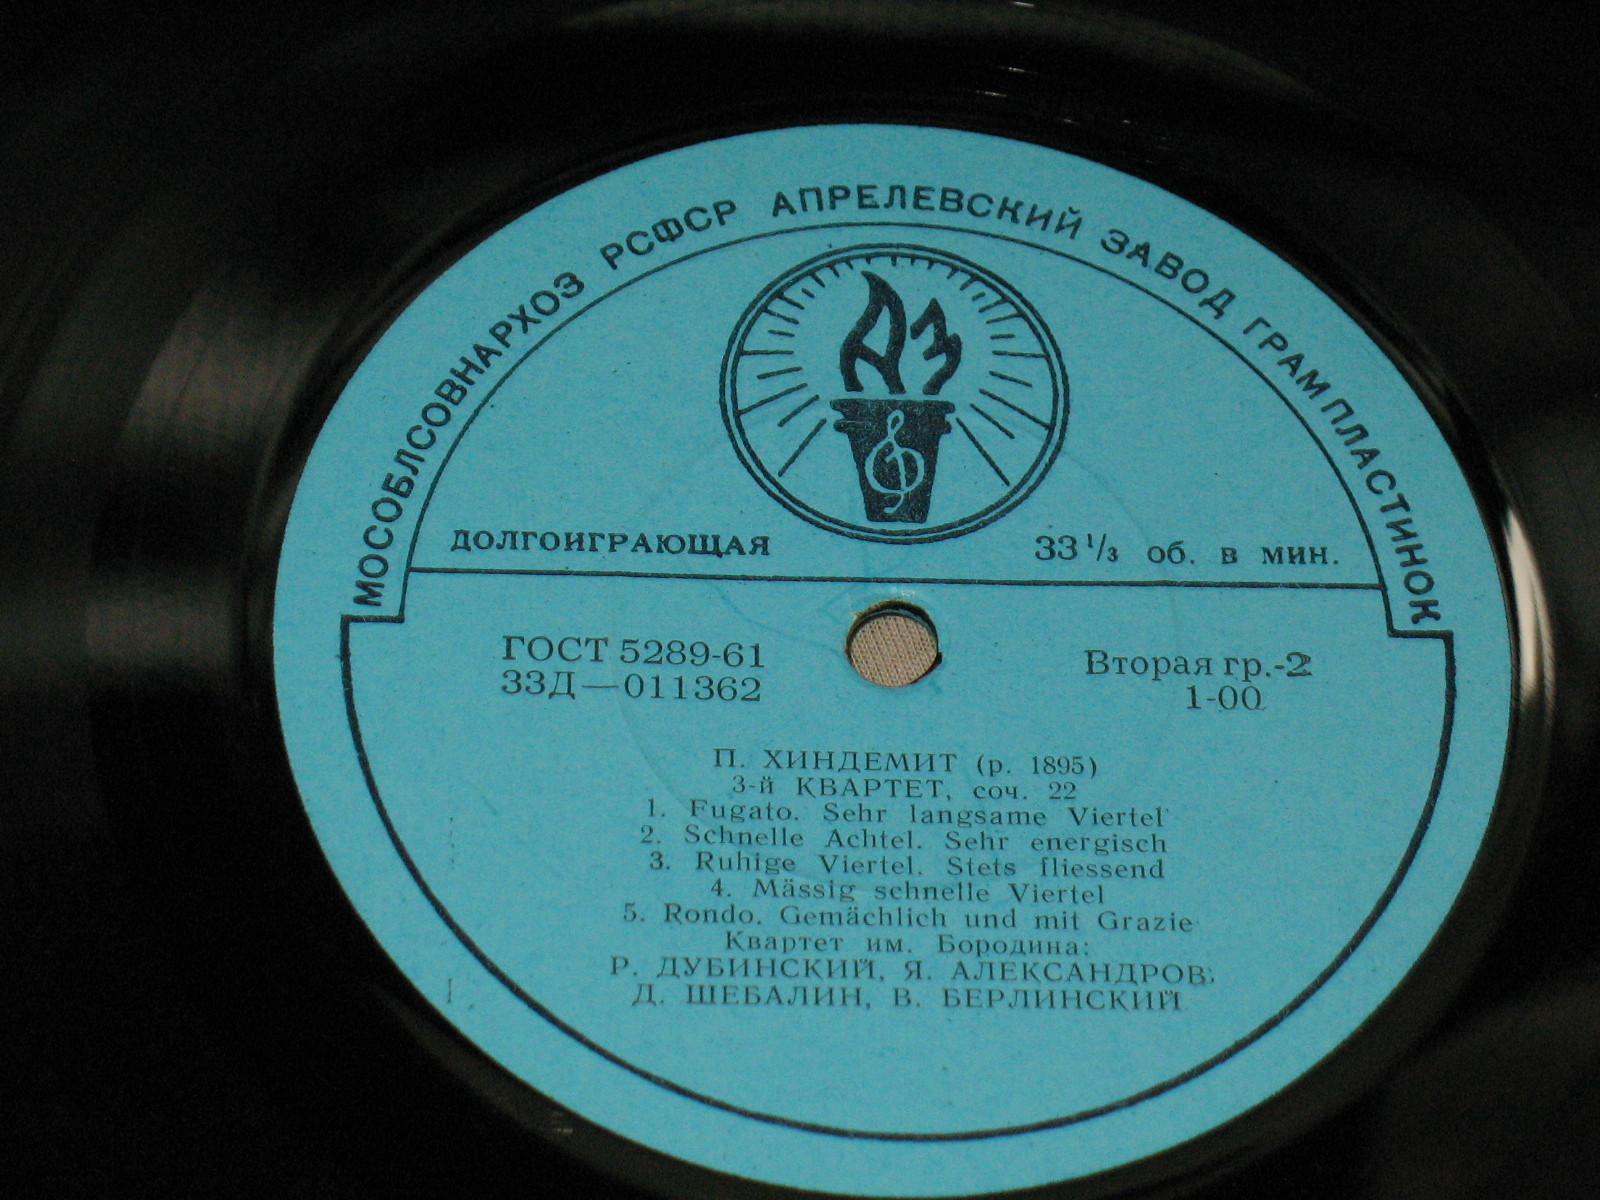 МОСОБЛСОВНАРХОЗ РСФСР АПРЕЛЕВСКИЙ ЗАВОД ГРАМПЛАСТИНОК
АЗ
ДОЛГОИГРАЮЩАЯ 33 1/3 об. в мин.
ГОСТ 5289-61 Вторая гр.-2
33Д—011362 1-00
П. ХИНДЕМИТ (р. 1895)
3-й КВАРТЕТ, соч. 22
1. Fugato. Sehr langsame Viertel
2. Schnelle Achtel. Sehr energisch
3. Ruhige Viertel. Stets fliessend
4. Mässig schnelle Viertel
5. Rondo. Gemächlich und mit Grazie
Квартет им. Бородина:
Р. ДУБИНСКИЙ, Я. АЛЕКСАНДРОВ,
Д. ШЕБАЛИН, В. БЕРЛИНСКИЙ